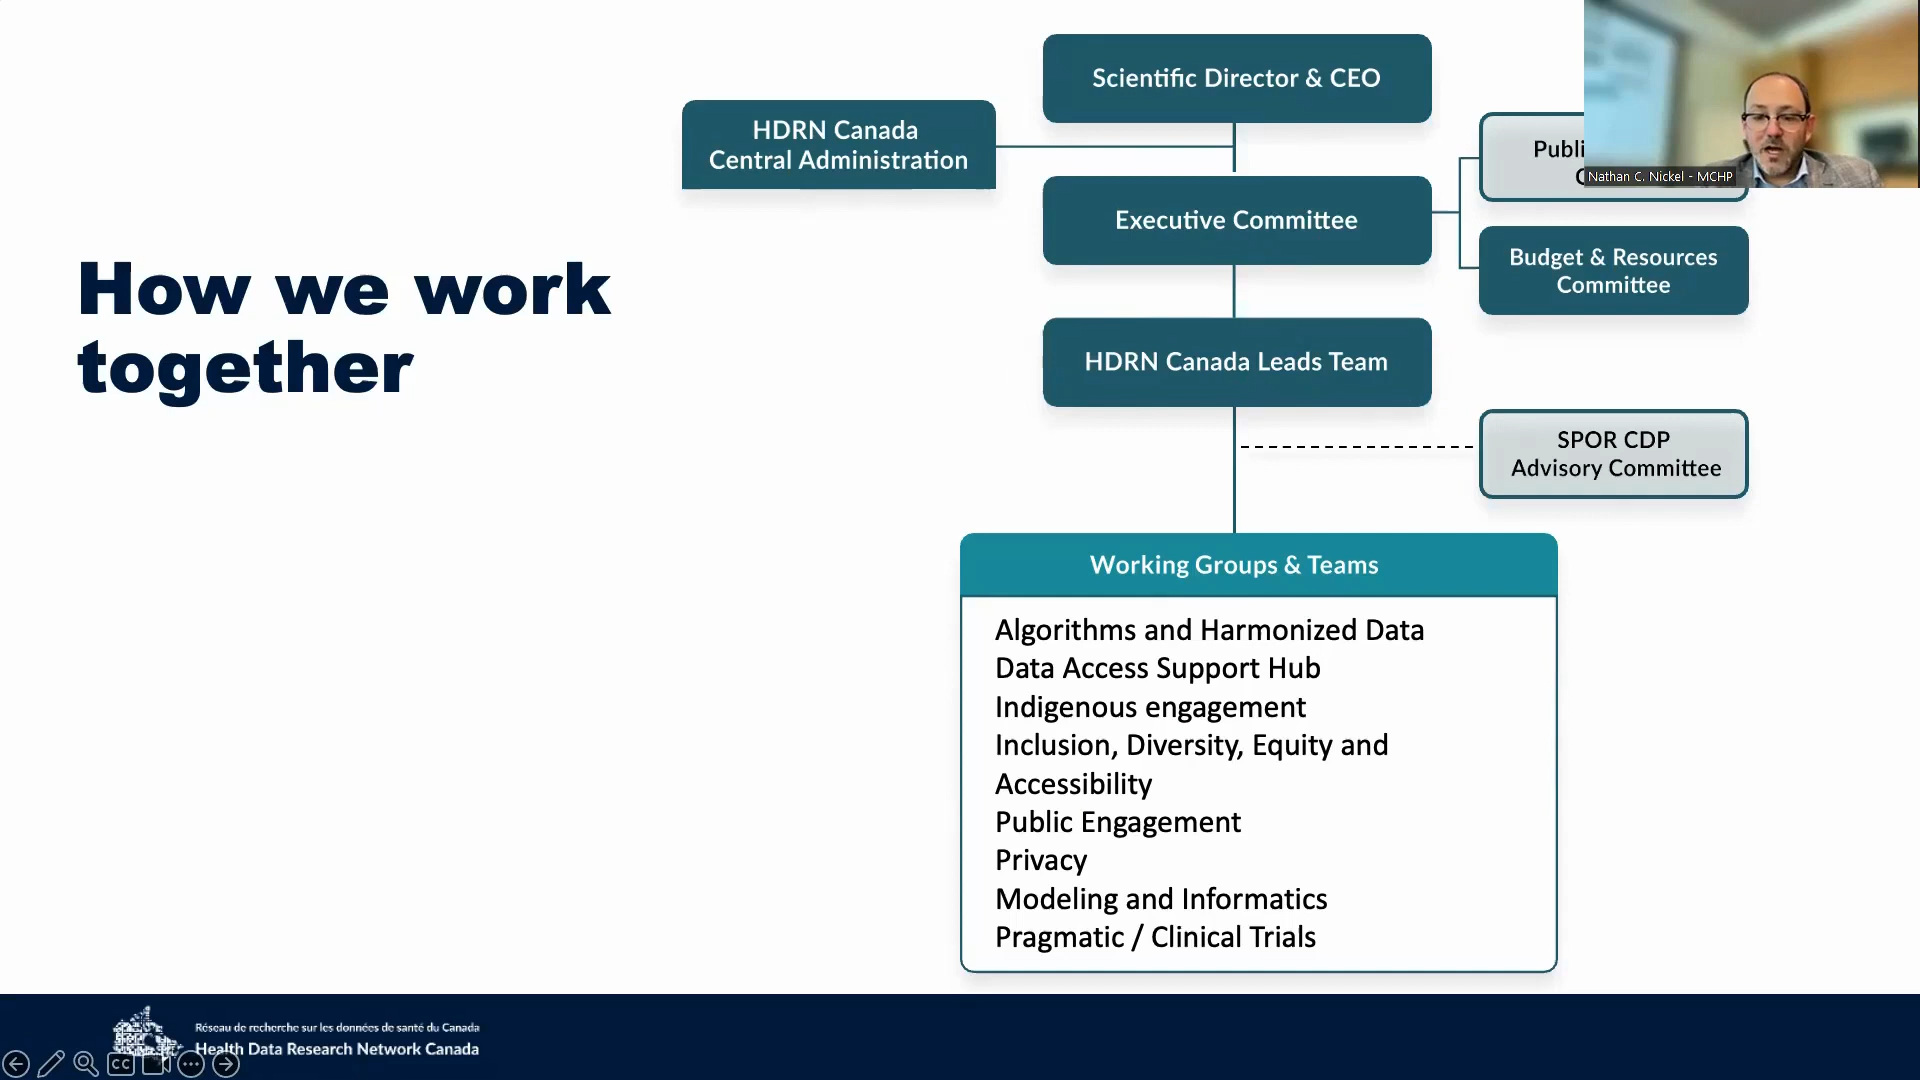 How we work
together
Scientific Director & CEO
HDRN Canada
Central Administration
Executive Committee
Budget & Resources
Committee
HDRN Canada Leads Team
SPOR CDP
Advisory Committee
Working Groups & Teams
Algorithms and Harmonized Data
Data Access Support Hub
Indigenous engagement
Inclusion, Diversity, Equity and
Accessibility
Public Engagement
Privacy
Modeling and Informatics
Pragmatic / Clinical Trials
Nathan C. Nickel - MCHP
Réseau de recherche sur les données de santé du Canada
Health Data Research Network Canada
CC